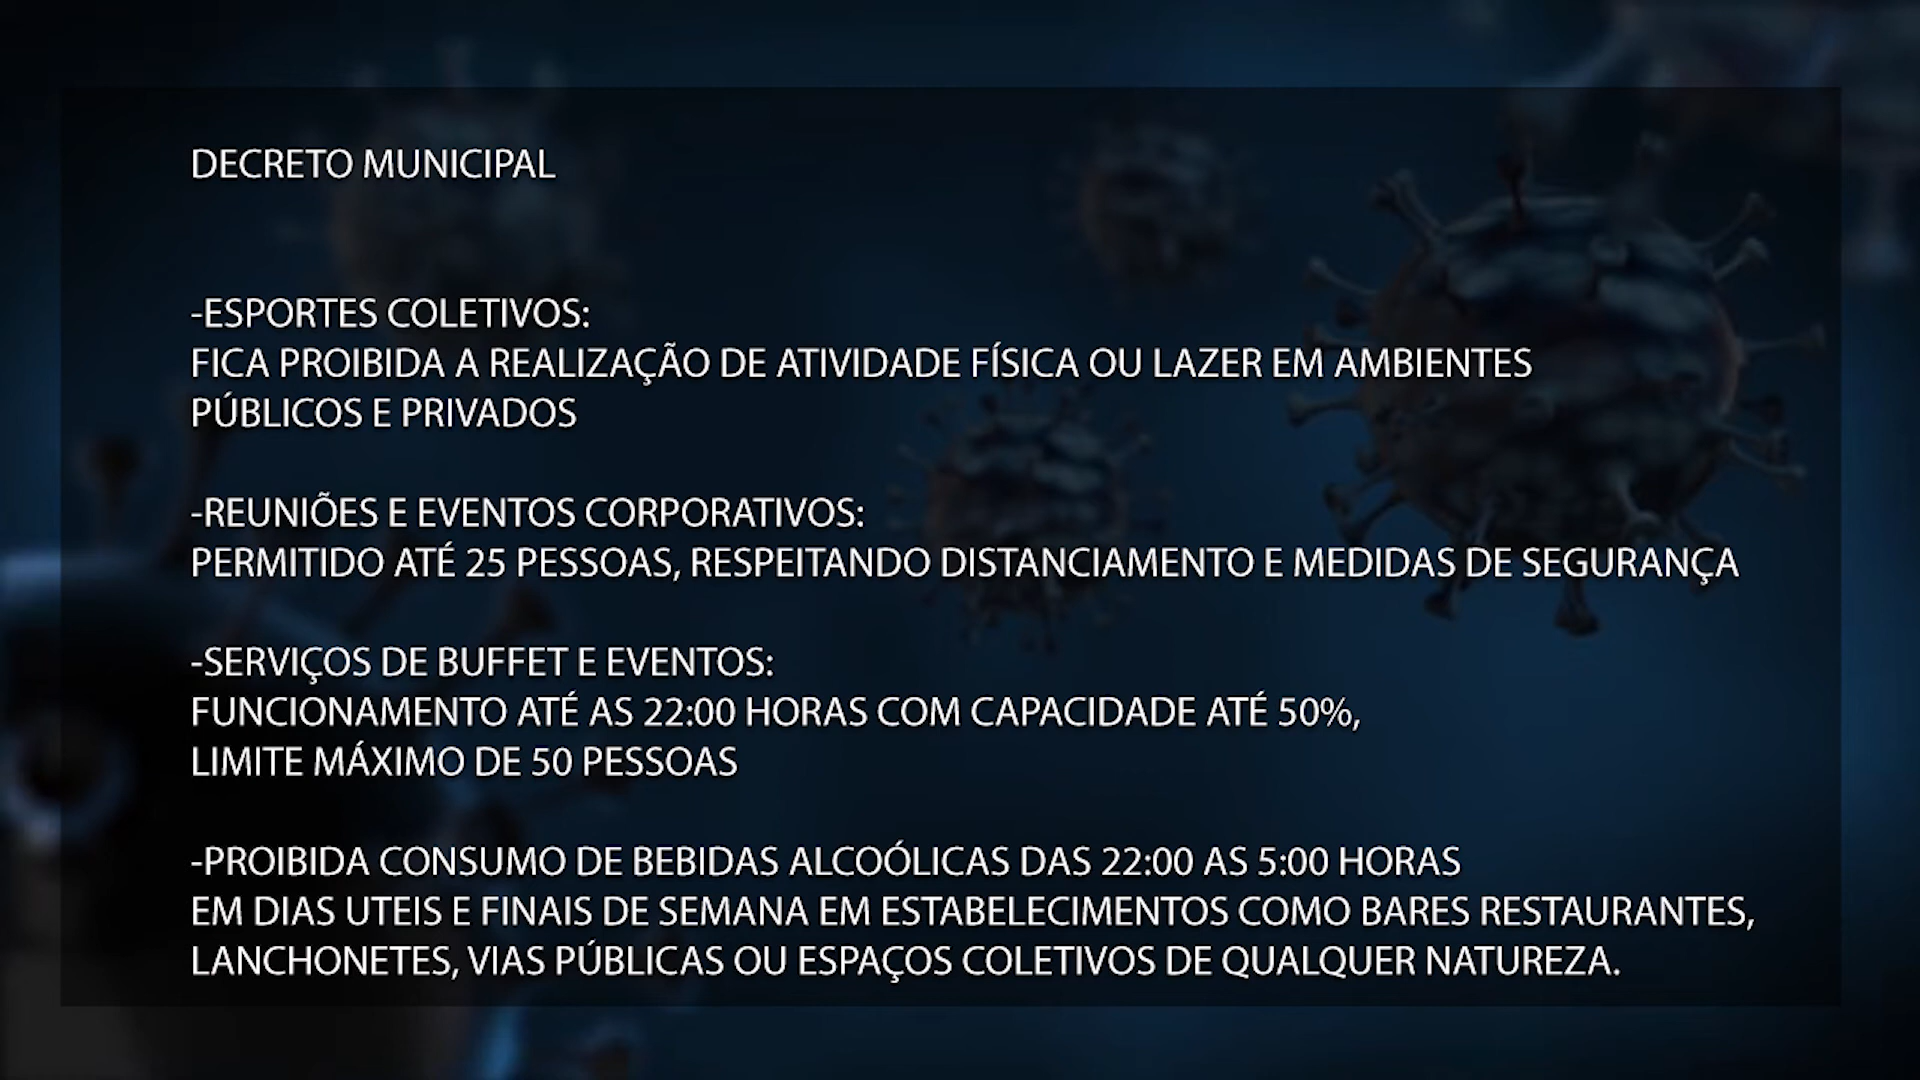 DECRETO MUNICIPAL
-ESPORTES COLETIVOS:
FICA PROIBIDA A REALIZAÇÃO DE ATIVIDADE FÍSICA OU LAZER EM AMBIENTES
PÚBLICOS E PRIVADOS
-REUNIÕES E EVENTOS CORPORATIVOS:
PERMITIDO ATÉ 25 PESSOAS, RESPEITANDO DISTANCIAMENTO E MEDIDAS DE SEGURANÇA
-SERVIÇOS DE BUFFET E EVENTOS:
FUNCIONAMENTO ATÉ AS 22:00 HORAS COM CAPACIDADE ATÉ 50%,
LIMITE MÁXIMO DE 50 PESSOAS
-PROIBIDA CONSUMO DE BEBIDAS ALCOÓLICAS DAS 22:00 AS 5:00 HORAS
EM DIAS UTEIS E FINAIS DE SEMANA EM ESTABELECIMENTOS COMO BARES RESTAURANTES,
LANCHONETES, VIAS PÚBLICAS OU ESPAÇOS COLETIVOS DE QUALQUER NATUREZA.